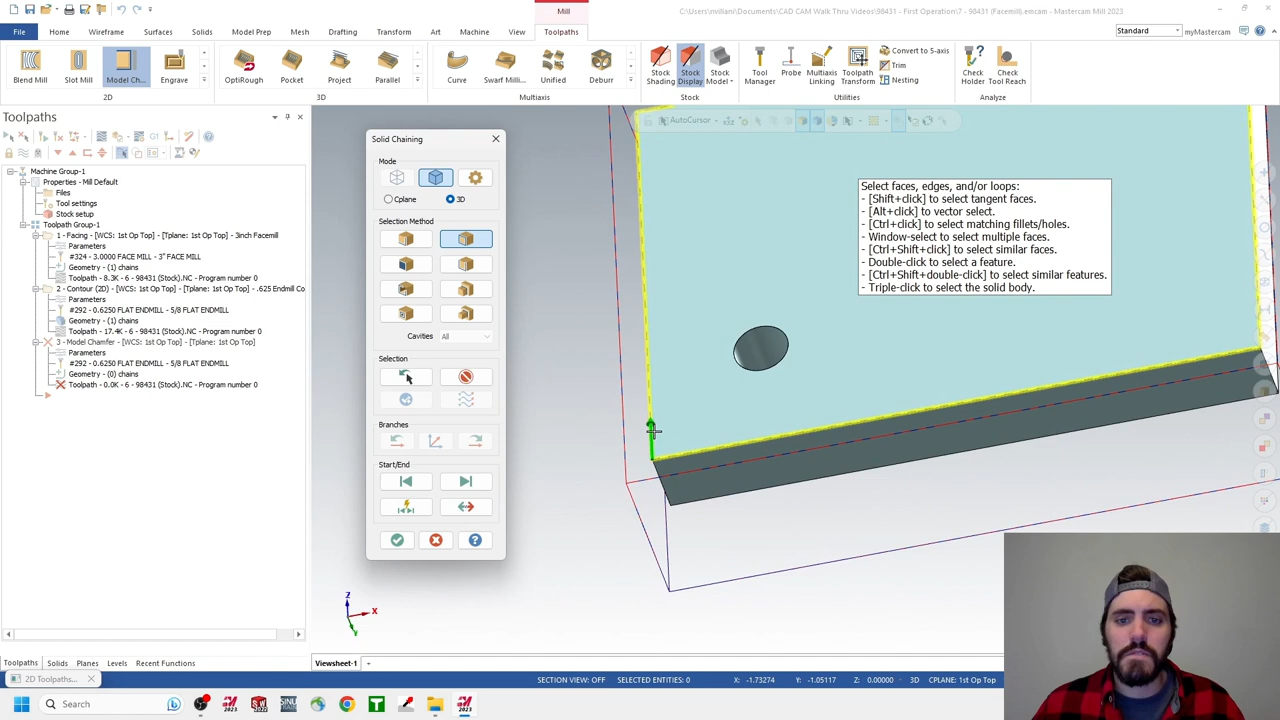 Mill
C:\Users\rwillani\Documents\CAD CAM Walk Thru Videos\98431 - First Operation\7 - 98431 (Facemill).emcam - Mastercam Mill 2023
File Home Wireframe Surfaces Solids Model Prep Mesh Drafting Transform Art Machine View Toolpaths
Standard myMastercam
Blend Mill Slot Mill Model Ch... Engrave
OptiRough Pocket Project Parallel
Curve Swarf Milli... Unified Deburr
Stock Shading Stock Display Stock Model
Tool Manager Probe Multiaxis Linking Toolpath Transform
Convert to 5-axis
Trim
Nesting
Check Holder Check Tool Reach
2D 3D Multiaxis Stock Utilities Analyze
Toolpaths
AutoCursor
Machine Group-1
Properties - Mill Default
Files
Tool settings
Stock setup
Toolpath Group-1
1 - Facing - [WCS: 1st Op Top] - [Tplane: 1st Op Top] - 3inch Facemill
Parameters
#324 - 3.0000 FACE MILL - 3" FACE MILL
Geometry - (1) chains
Toolpath - 8.3K - 6 - 98431 (Stock).NC - Program number 0
2 - Contour (2D) - [WCS: 1st Op Top] - [Tplane: 1st Op Top] - .625 Endmill Co
Parameters
#292 - 0.6250 FLAT ENDMILL - 5/8 FLAT ENDMILL
Geometry - (1) chains
Toolpath - 17.4K - 6 - 98431 (Stock).NC - Program number 0
3 - Model Chamfer - [WCS: 1st Op Top] - [Tplane: 1st Op Top]
Parameters
#292 - 0.6250 FLAT ENDMILL - 5/8 FLAT ENDMILL
Geometry - (0) chains
Toolpath - 0.0K - 6 - 98431 (Stock).NC - Program number 0
Solid Chaining
Mode
Cplane 3D
Selection Method
Cavities All
Selection
Branches
Start/End
Select faces, edges, and/or loops:
- [Shift+click] to select tangent faces.
- [Alt+click] to vector select.
- [Ctrl+click] to select matching fillets/holes.
- Window-select to select multiple faces.
- [Ctrl+Shift+click] to select similar faces.
- Double-click to select a feature.
- [Ctrl+Shift+double-click] to select similar features.
- Triple-click to select the solid body.
Z
X
Y
Toolpaths Solids Planes Levels Recent Functions
Viewsheet-1 +
2D Toolpaths...
SECTION VIEW: OFF SELECTED ENTITIES: 0 X: -1.73274 Y: -1.05117 Z: 0.00000 3D CPLANE: 1st Op Top
Search